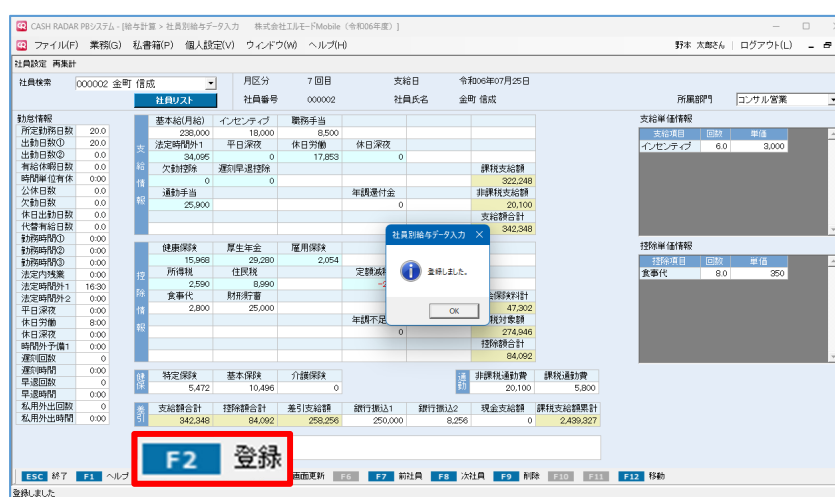 CASH RADAR PBシステム - [給与計算 > 社員別給与データ入力　株式会社エルモードMobile（令和06年度）]
ファイル(F) 業務(G) 私書箱(P) 個人設定(V) ウィンドウ(W) ヘルプ(H) 野本 太郎さん ログアウト(L)
社員設定 再集計
社員検索 000002 金町 信成 月区分 7 回目 支給日 令和06年07月25日
社員リスト 社員番号 000002 社員氏名 金町 信成 所属部門 コンサル営業
勤怠情報
所定勤務日数 20.0
出勤日数① 20.0
出勤日数② 0.0
有給休暇日数 0.0
時間単位有休 0:00
公休日数 0.0
欠勤日数 0.0
休日出勤日数 0.0
代替有給日数 0.0
勤務時間① 0:00
勤務時間② 0:00
勤務時間③ 0:00
法定内残業 0:00
法定時間外1 16:30
法定時間外2 0:00
平日深夜 0:00
休日労働 8:00
休日深夜 0:00
時間外予備1 0:00
遅刻回数 0
遅刻時間 0:00
早退回数 0
早退時間 0:00
私用外出回数 0
私用外出時間 0:00
支給情報
基本給(月給) インセンティブ 職務手当
238,000 18,000 8,500
法定時間外1 平日深夜 休日労働 休日深夜
34,095 0 17,853 0
欠勤控除 遅刻早退控除 課税支給額
0 0 322,248
通勤手当 年調還付金 非課税支給額
25,900 0 20,100
支給額合計
342,348
控除情報
健康保険 厚生年金 雇用保険
15,968 29,280 2,054
所得税 住民税 定額減
2,590 8,990 -2
食事代 財形貯蓄 保険料計
2,800 25,000 47,302
年調不足 税対象額
0 274,946
控除額合計
84,092
健保 特定保険 基本保険 介護保険 通勤 非課税通勤費 課税通勤費
5,472 10,496 0 20,100 5,800
差引 支給額合計 控除額合計 差引支給額 銀行振込1 銀行振込2 現金支給額 課税支給額累計
342,348 84,092 258,256 250,000 8,256 0 2,439,327
支給単価情報
支給項目 回数 単価
インセンティブ 6.0 3,000
控除単価情報
控除項目 回数 単価
食事代 8.0 350
社員別給与データ入力
登録しました。
OK
F2 登録
ESC 終了 F1 ヘルプ 画面更新 F6 F7 前社員 F8 次社員 F9 削除 F10 F11 F12 移動
登録しました